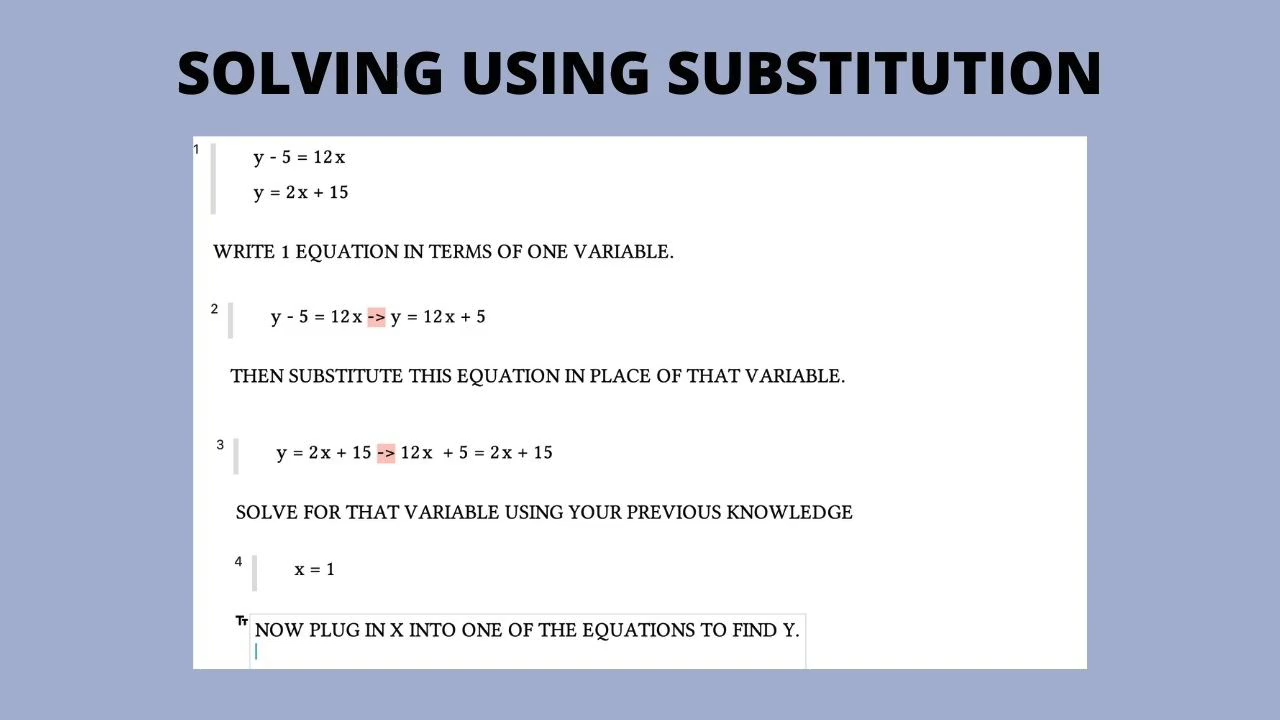 SOLVING USING SUBSTITUTION
1
y - 5 = 12x
y = 2x + 15
WRITE 1 EQUATION IN TERMS OF ONE VARIABLE.
2
y - 5 = 12x -> y = 12x + 5
THEN SUBSTITUTE THIS EQUATION IN PLACE OF THAT VARIABLE.
3
y = 2x + 15 -> 12x + 5 = 2x + 15
SOLVE FOR THAT VARIABLE USING YOUR PREVIOUS KNOWLEDGE
4
x = 1
TT
NOW PLUG IN X INTO ONE OF THE EQUATIONS TO FIND Y.